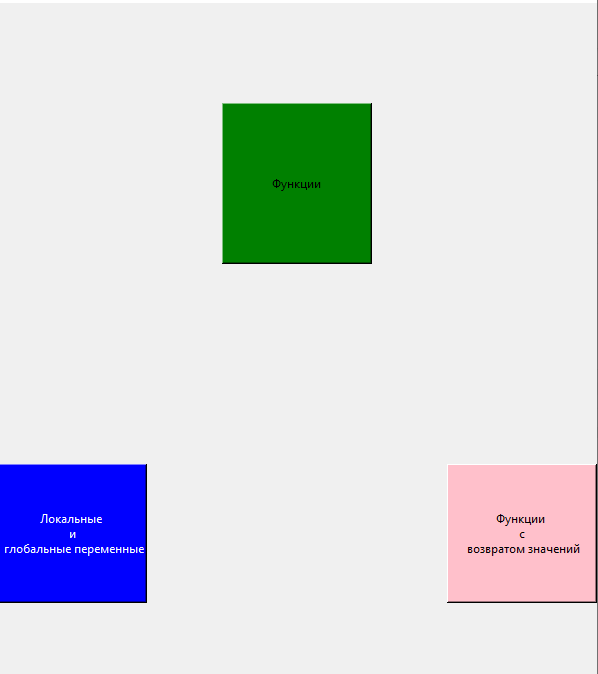 Функции
Локальные
и
глобальные переменные
Функции
с
возвратом значений